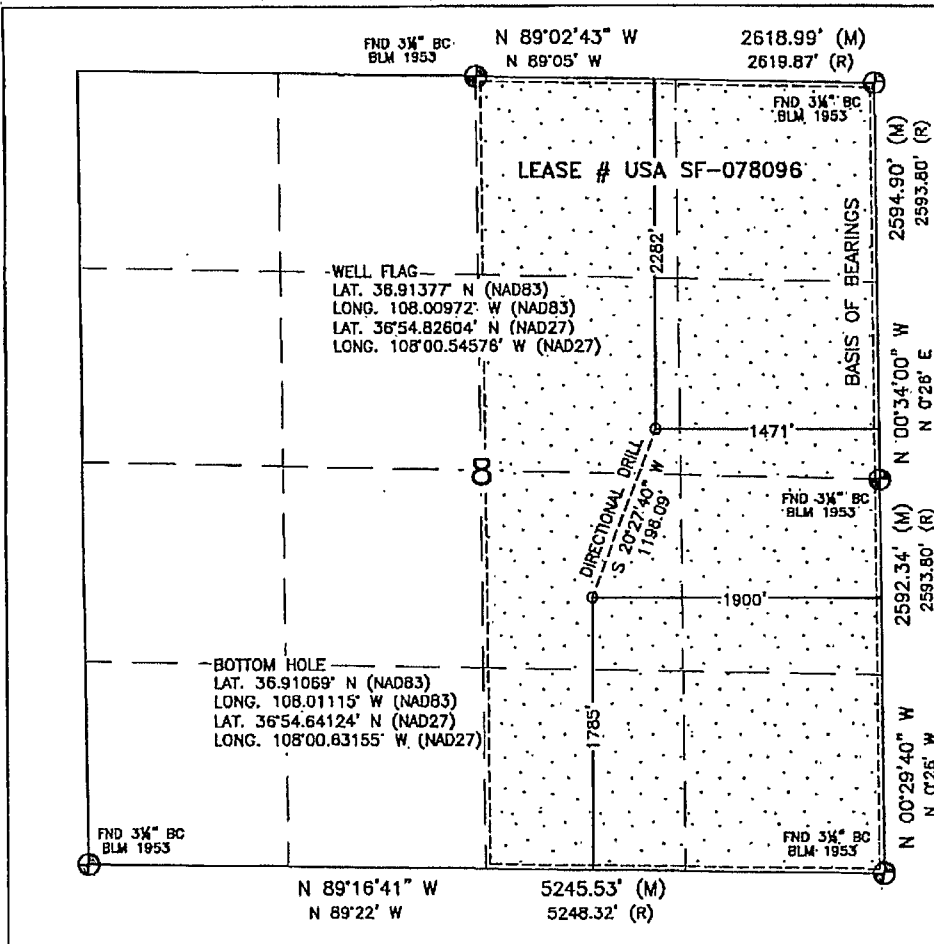 FND 3¼" BC
BLM 1953
N 89°02'43" W
N 89°05' W
2618.99' (M)
2619.87' (R)
FND 3¼" BC
BLM 1953
LEASE # USA SF-078096
2594.90' (M)
2593.80' (R)
BASIS OF BEARINGS
N 00°34'00" W
N 0°28' E
2282'
WELL FLAG
LAT. 36.91377° N (NAD83)
LONG. 108.00972° W (NAD83)
LAT. 36°54.82604' N (NAD27)
LONG. 108°00.54576' W (NAD27)
1471'
8
DIRECTIONAL DRILL
S 20°27'40" W
1198.09'
FND 3¼" BC
BLM 1953
2592.34' (M)
2593.80' (R)
1900'
BOTTOM HOLE
LAT. 36.91069° N (NAD83)
LONG. 108.01115° W (NAD83)
LAT. 36°54.64124' N (NAD27)
LONG. 108°00.63155' W (NAD27)
1785'
N 00°29'40" W
N 0°26' W
FND 3¼" BC
BLM 1953
FND 3¼" BC
BLM 1953
N 89°16'41" W
N 89°22' W
5245.53' (M)
5248.32' (R)